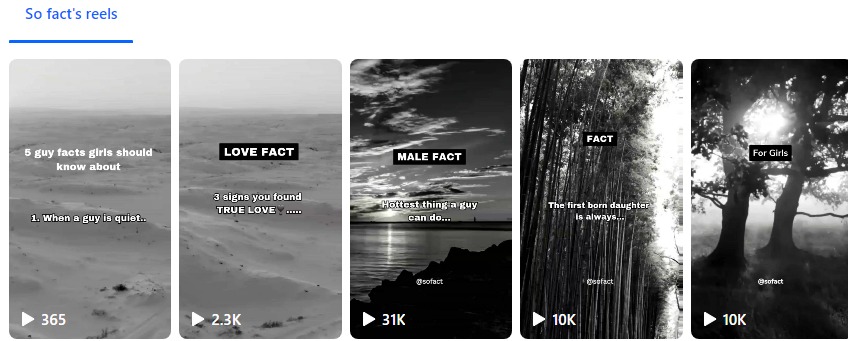 So fact's reels
5 guy facts girls should
know about
1. When a guy is quiet..
365
LOVE FACT
3 signs you found
TRUE LOVE .....
2.3K
MALE FACT
Hottest thing a guy
can do...
@sofact
31K
FACT
The first born daughter
is always...
@sofact
10K
For Girls
@sofact
10K